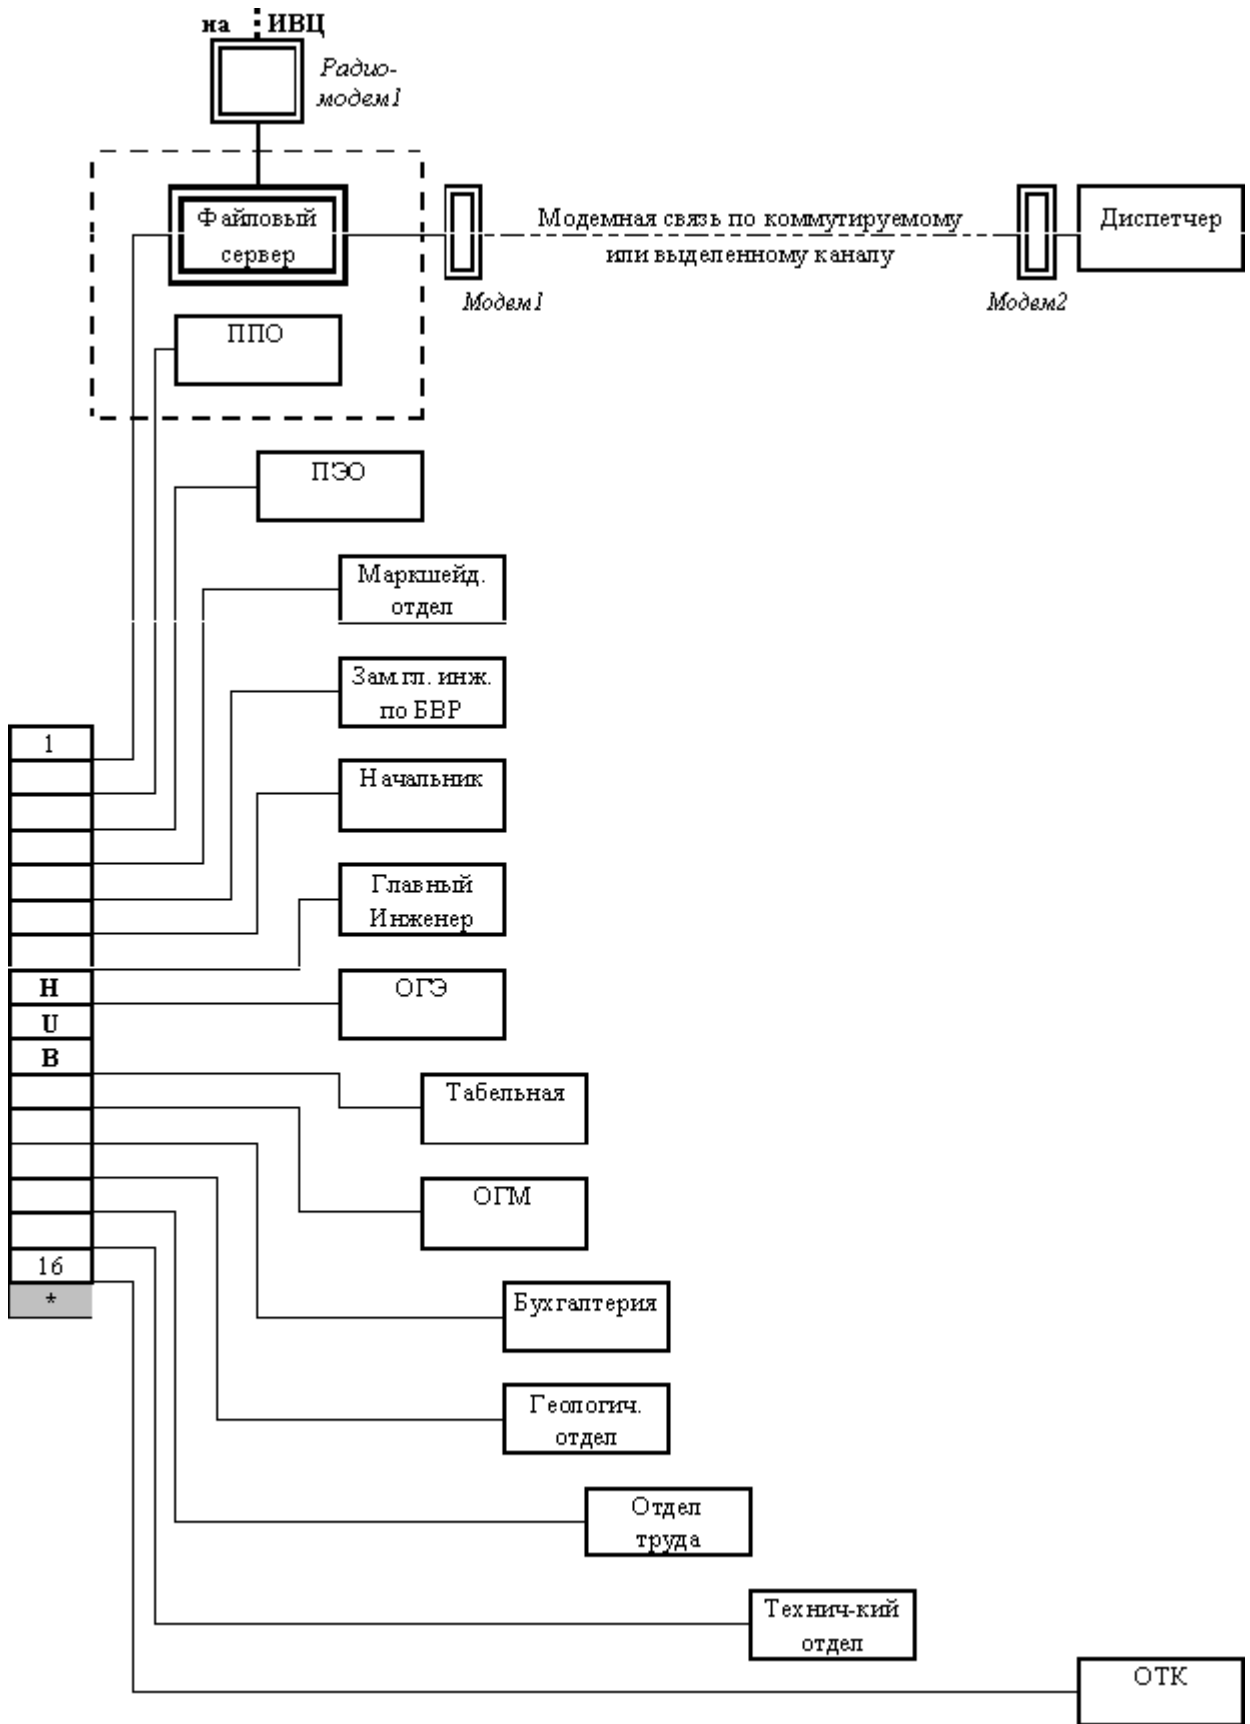 на ИВЦ
Радио-
модем1
Файловый
сервер
Модемная связь по коммутируемому
или выделенному каналу
Диспетчер
Модем1
Модем2
ППО
ПЭО
Маркшейд.
отдел
Зам.гл. инж.
по БВР
1
Начальник
Главный
Инженер
H
U
B
ОГЭ
Табельная
ОГМ
16
*
Бухгалтерия
Геологич.
отдел
Отдел
труда
Технич-кий
отдел
ОТК